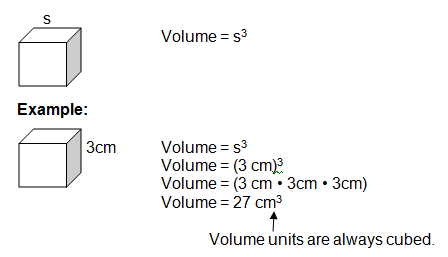 s
Volume = s³
Example:
3cm
Volume = s³
Volume = (3 cm)³
Volume = (3 cm • 3cm • 3cm)
Volume = 27 cm³
Volume units are always cubed.